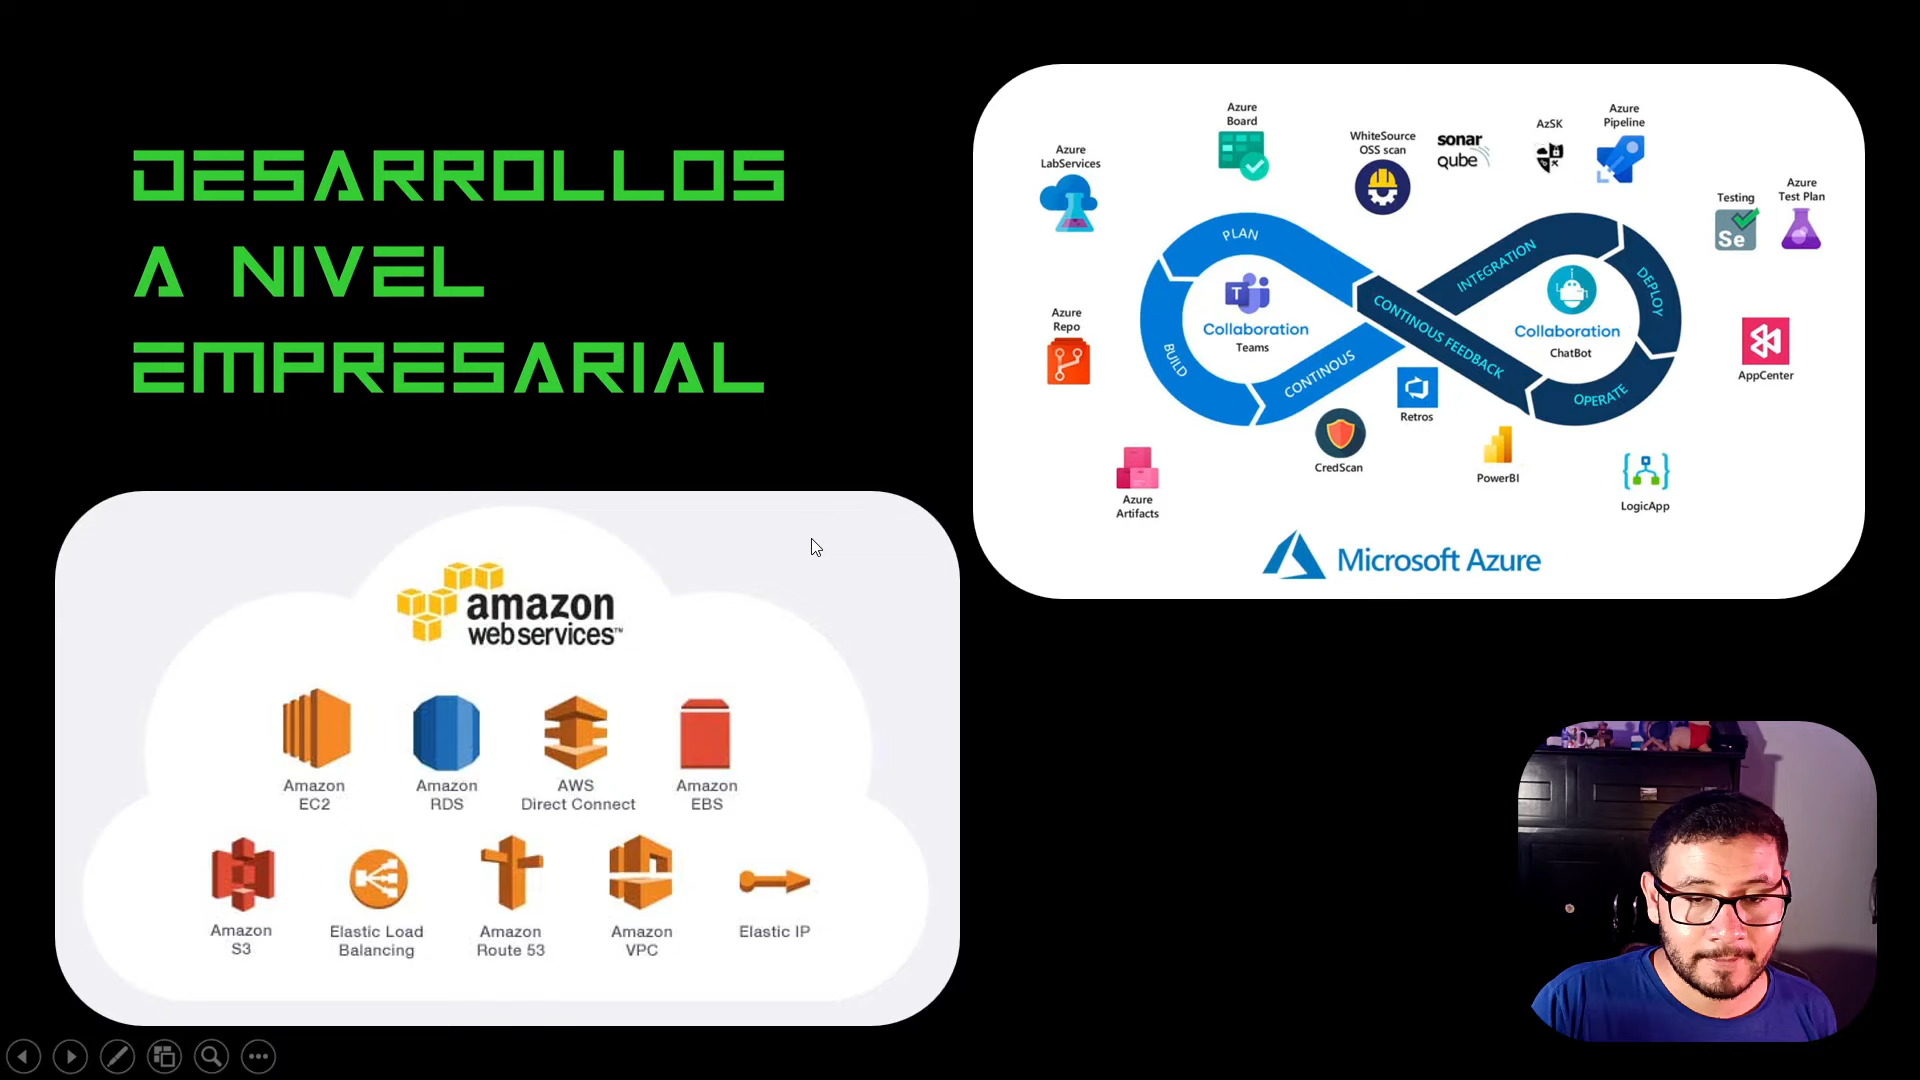 DESARROLLOS
A NIVEL
EMPRESARIAL
Azure
LabServices
Azure
Board
WhiteSource
OSS scan
sonar
qube
AzSK
Azure
Pipeline
Testing
Se
Azure
Test Plan
Azure
Repo
PLAN
BUILD
CONTINOUS
CONTINOUS FEEDBACK
INTEGRATION
DEPLOY
OPERATE
T
Collaboration
Teams
Collaboration
ChatBot
AppCenter
Retros
CredScan
PowerBI
LogicApp
Azure
Artifacts
Microsoft Azure
amazon
web services™
Amazon
EC2
Amazon
RDS
AWS
Direct Connect
Amazon
EBS
Amazon
S3
Elastic Load
Balancing
Amazon
Route 53
Amazon
VPC
Elastic IP